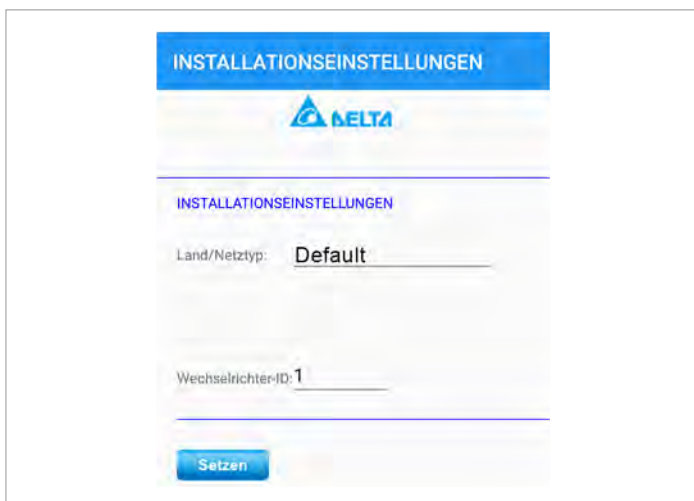 INSTALLATIONSEINSTELLUNGEN
DELTA
INSTALLATIONSEINSTELLUNGEN
Land/Netztyp: Default
Wechselrichter-ID: 1
Setzen